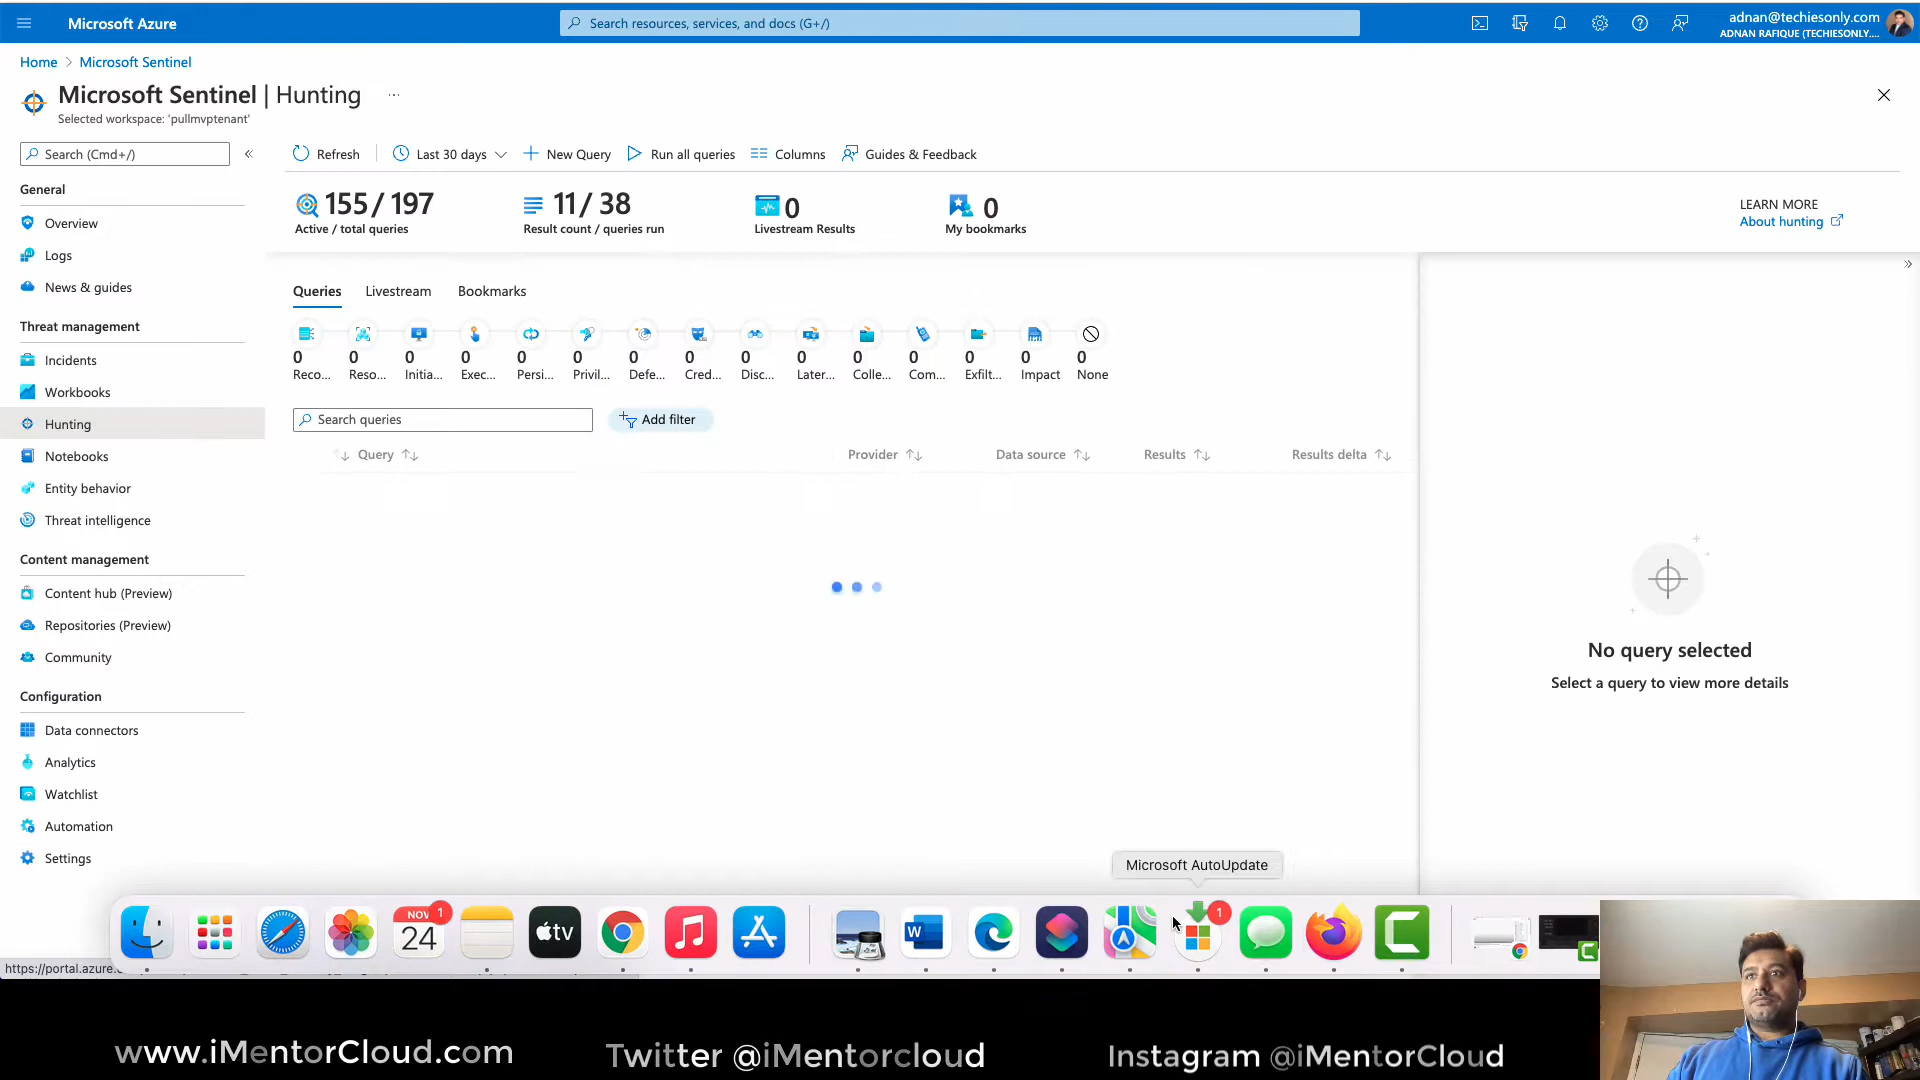 Microsoft Azure
Search resources, services, and docs (G+/)
adnan@techiesonly.com
ADNAN RAFIQUE (TECHIESONLY....
Home > Microsoft Sentinel
Microsoft Sentinel | Hunting ...
Selected workspace: 'pullmvptenant'
Search (Cmd+/)
Refresh
Last 30 days
New Query
Run all queries
Columns
Guides & Feedback
General
Overview
Logs
News & guides
Threat management
Incidents
Workbooks
Hunting
Notebooks
Entity behavior
Threat intelligence
Content management
Content hub (Preview)
Repositories (Preview)
Community
Configuration
Data connectors
Analytics
Watchlist
Automation
Settings
155 / 197
Active / total queries
11 / 38
Result count / queries run
0
Livestream Results
0
My bookmarks
LEARN MORE
About hunting
Queries Livestream Bookmarks
0 0 0 0 0 0 0 0 0 0 0 0 0 0 0
Reco... Reso... Initia... Exec... Persi... Privil... Defe... Cred... Disc... Later... Colle... Com... Exfilt... Impact None
Search queries
Add filter
Query Provider Data source Results Results delta
No query selected
Select a query to view more details
Microsoft AutoUpdate
NOV
24
1
tv
W
1
https://portal.azure.c
www.iMentorCloud.com
Twitter @iMentorcloud
Instagram @iMentorCloud